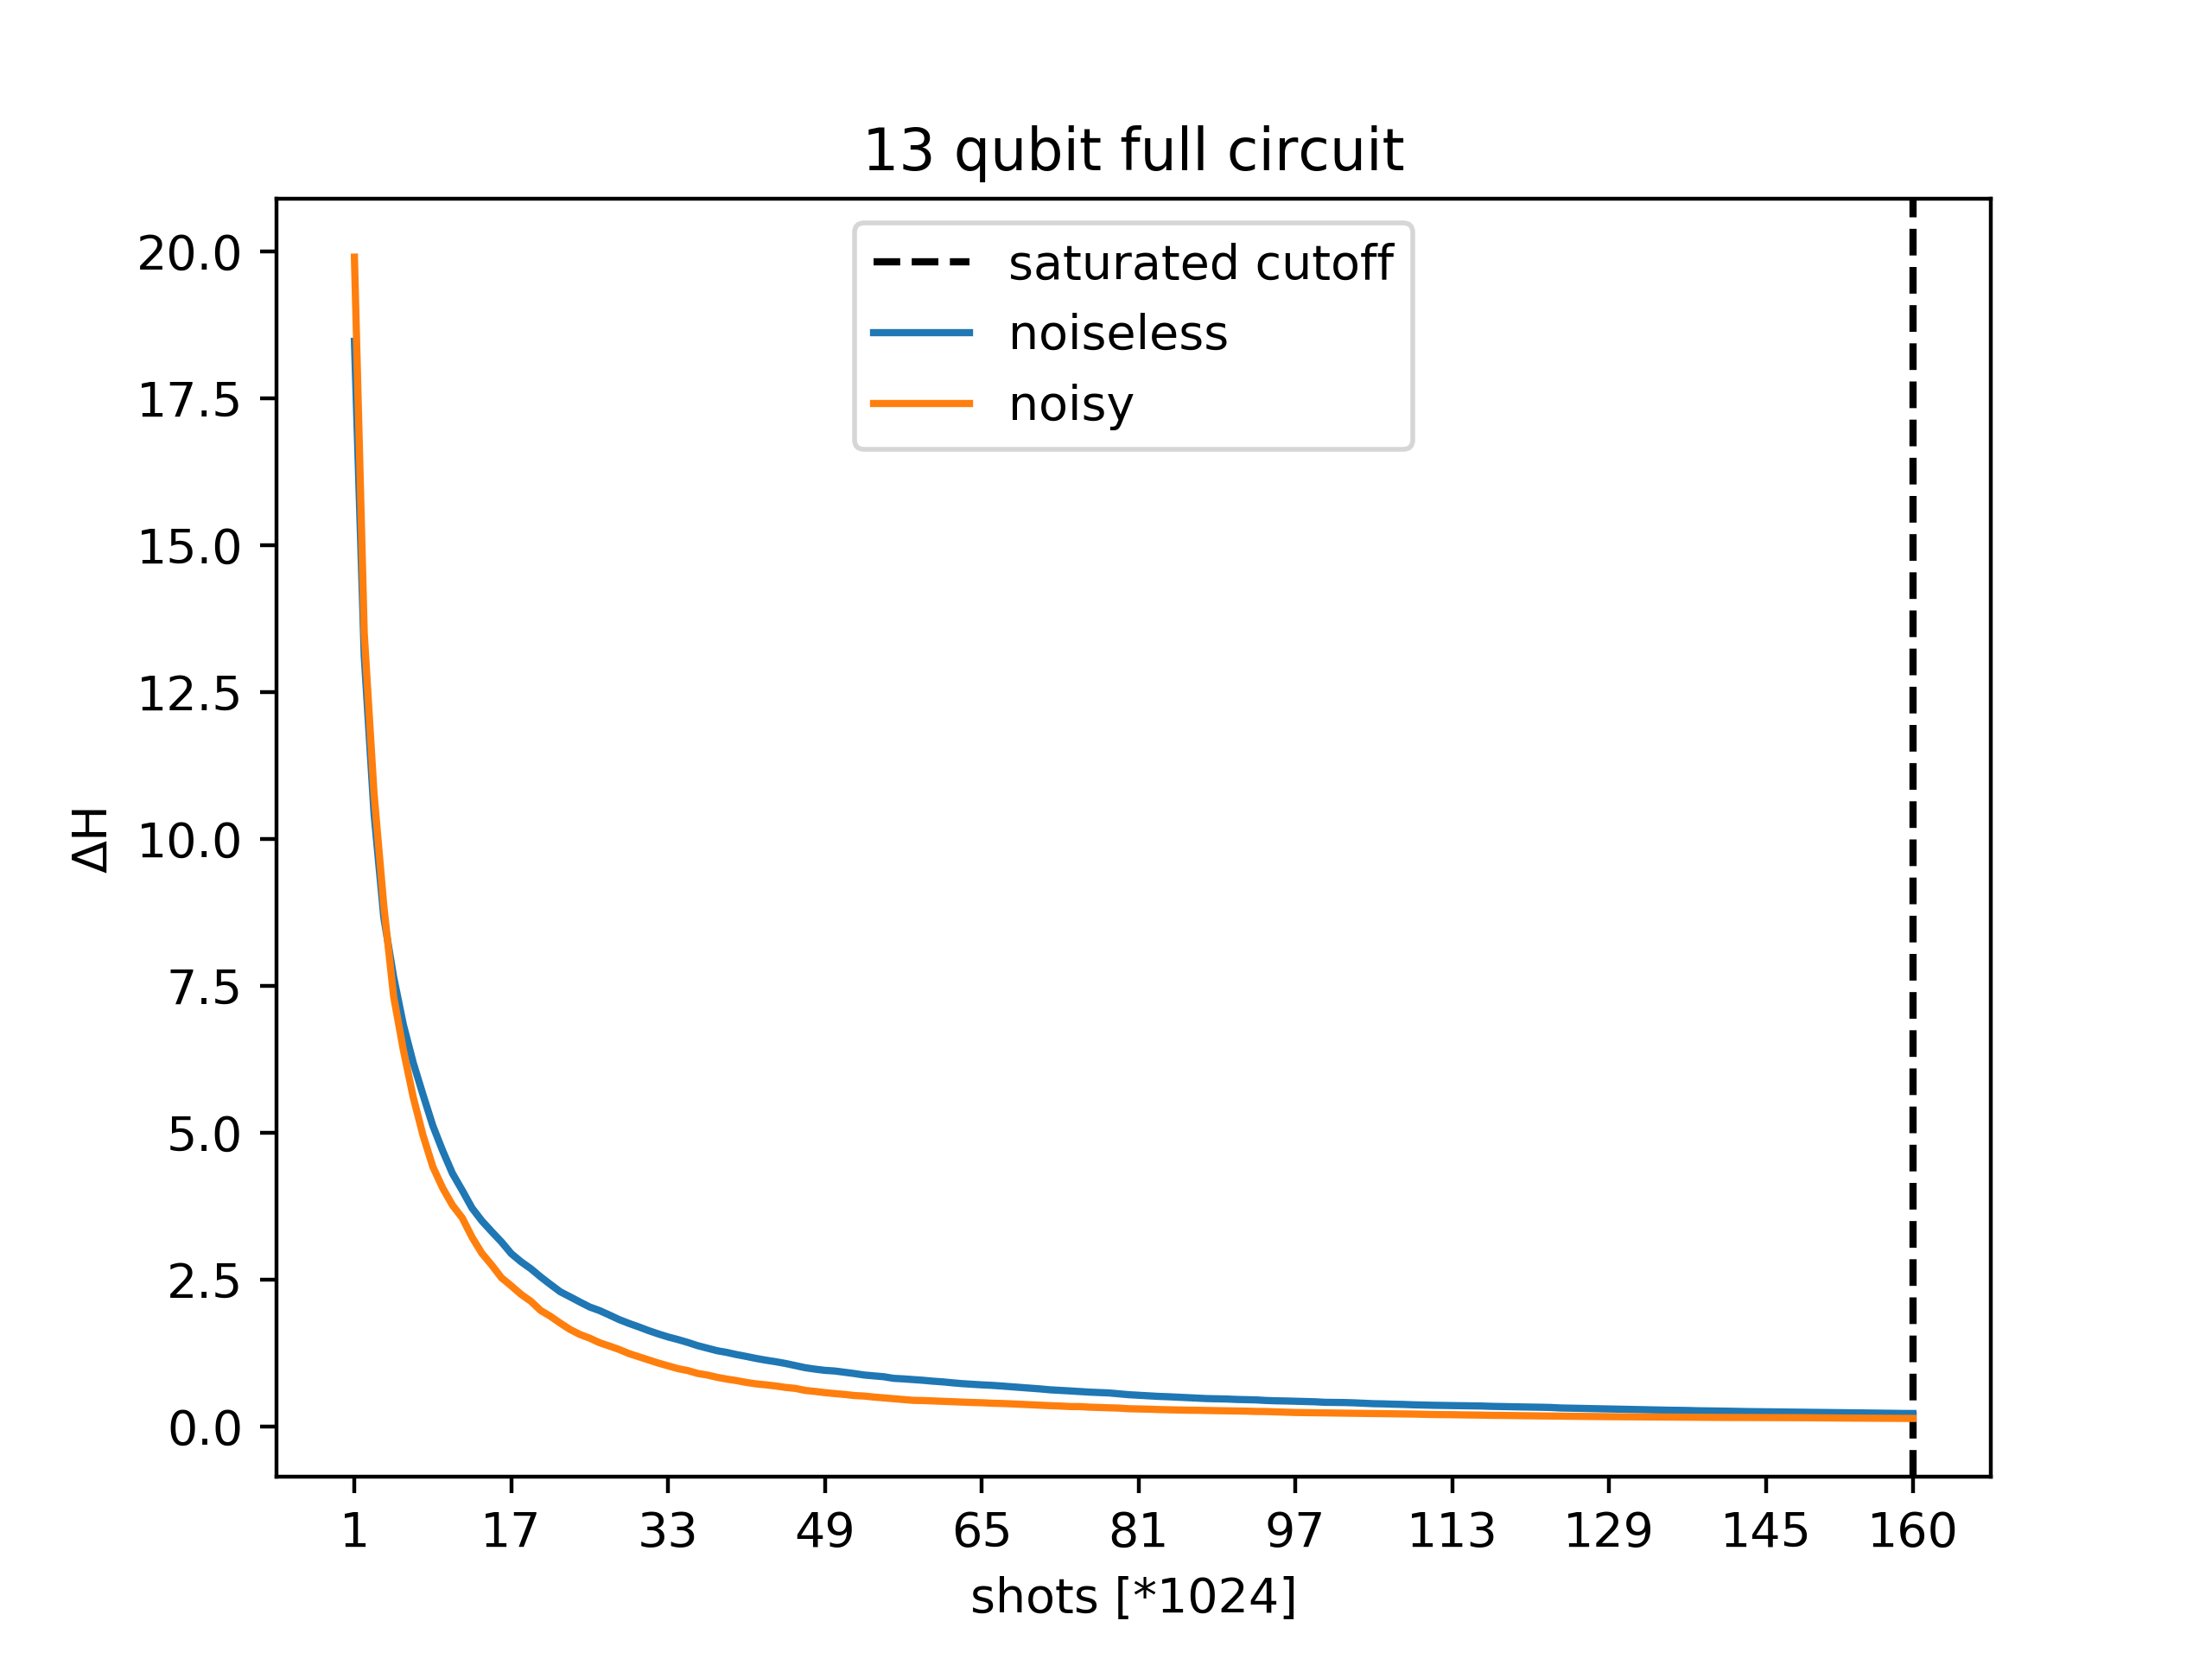 13 qubit full circuit
saturated cutoff
noiseless
noisy
20.0
17.5
15.0
12.5
10.0
7.5
5.0
2.5
0.0
ΔH
1 17 33 49 65 81 97 113 129 145 160
shots [*1024]